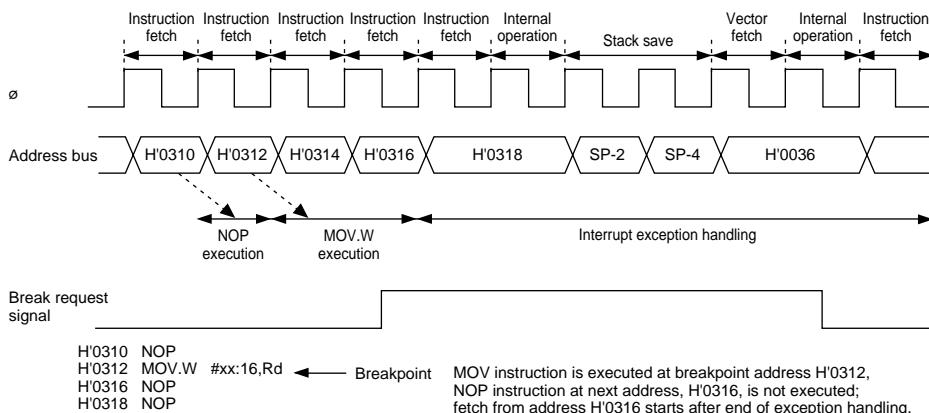 Instruction fetch
Instruction fetch
Instruction fetch
Instruction fetch
Instruction fetch
Internal operation
Stack save
Vector fetch
Internal operation
Instruction fetch
ø
Address bus
H'0310
H'0312
H'0314
H'0316
H'0318
SP-2
SP-4
H'0036
NOP execution
MOV.W execution
Interrupt exception handling
Break request signal
H'0310 NOP
H'0312 MOV.W #xx:16,Rd
H'0316 NOP
H'0318 NOP
Breakpoint
MOV instruction is executed at breakpoint address H'0312,
NOP instruction at next address, H'0316, is not executed;
fetch from address H'0316 starts after end of exception handling.